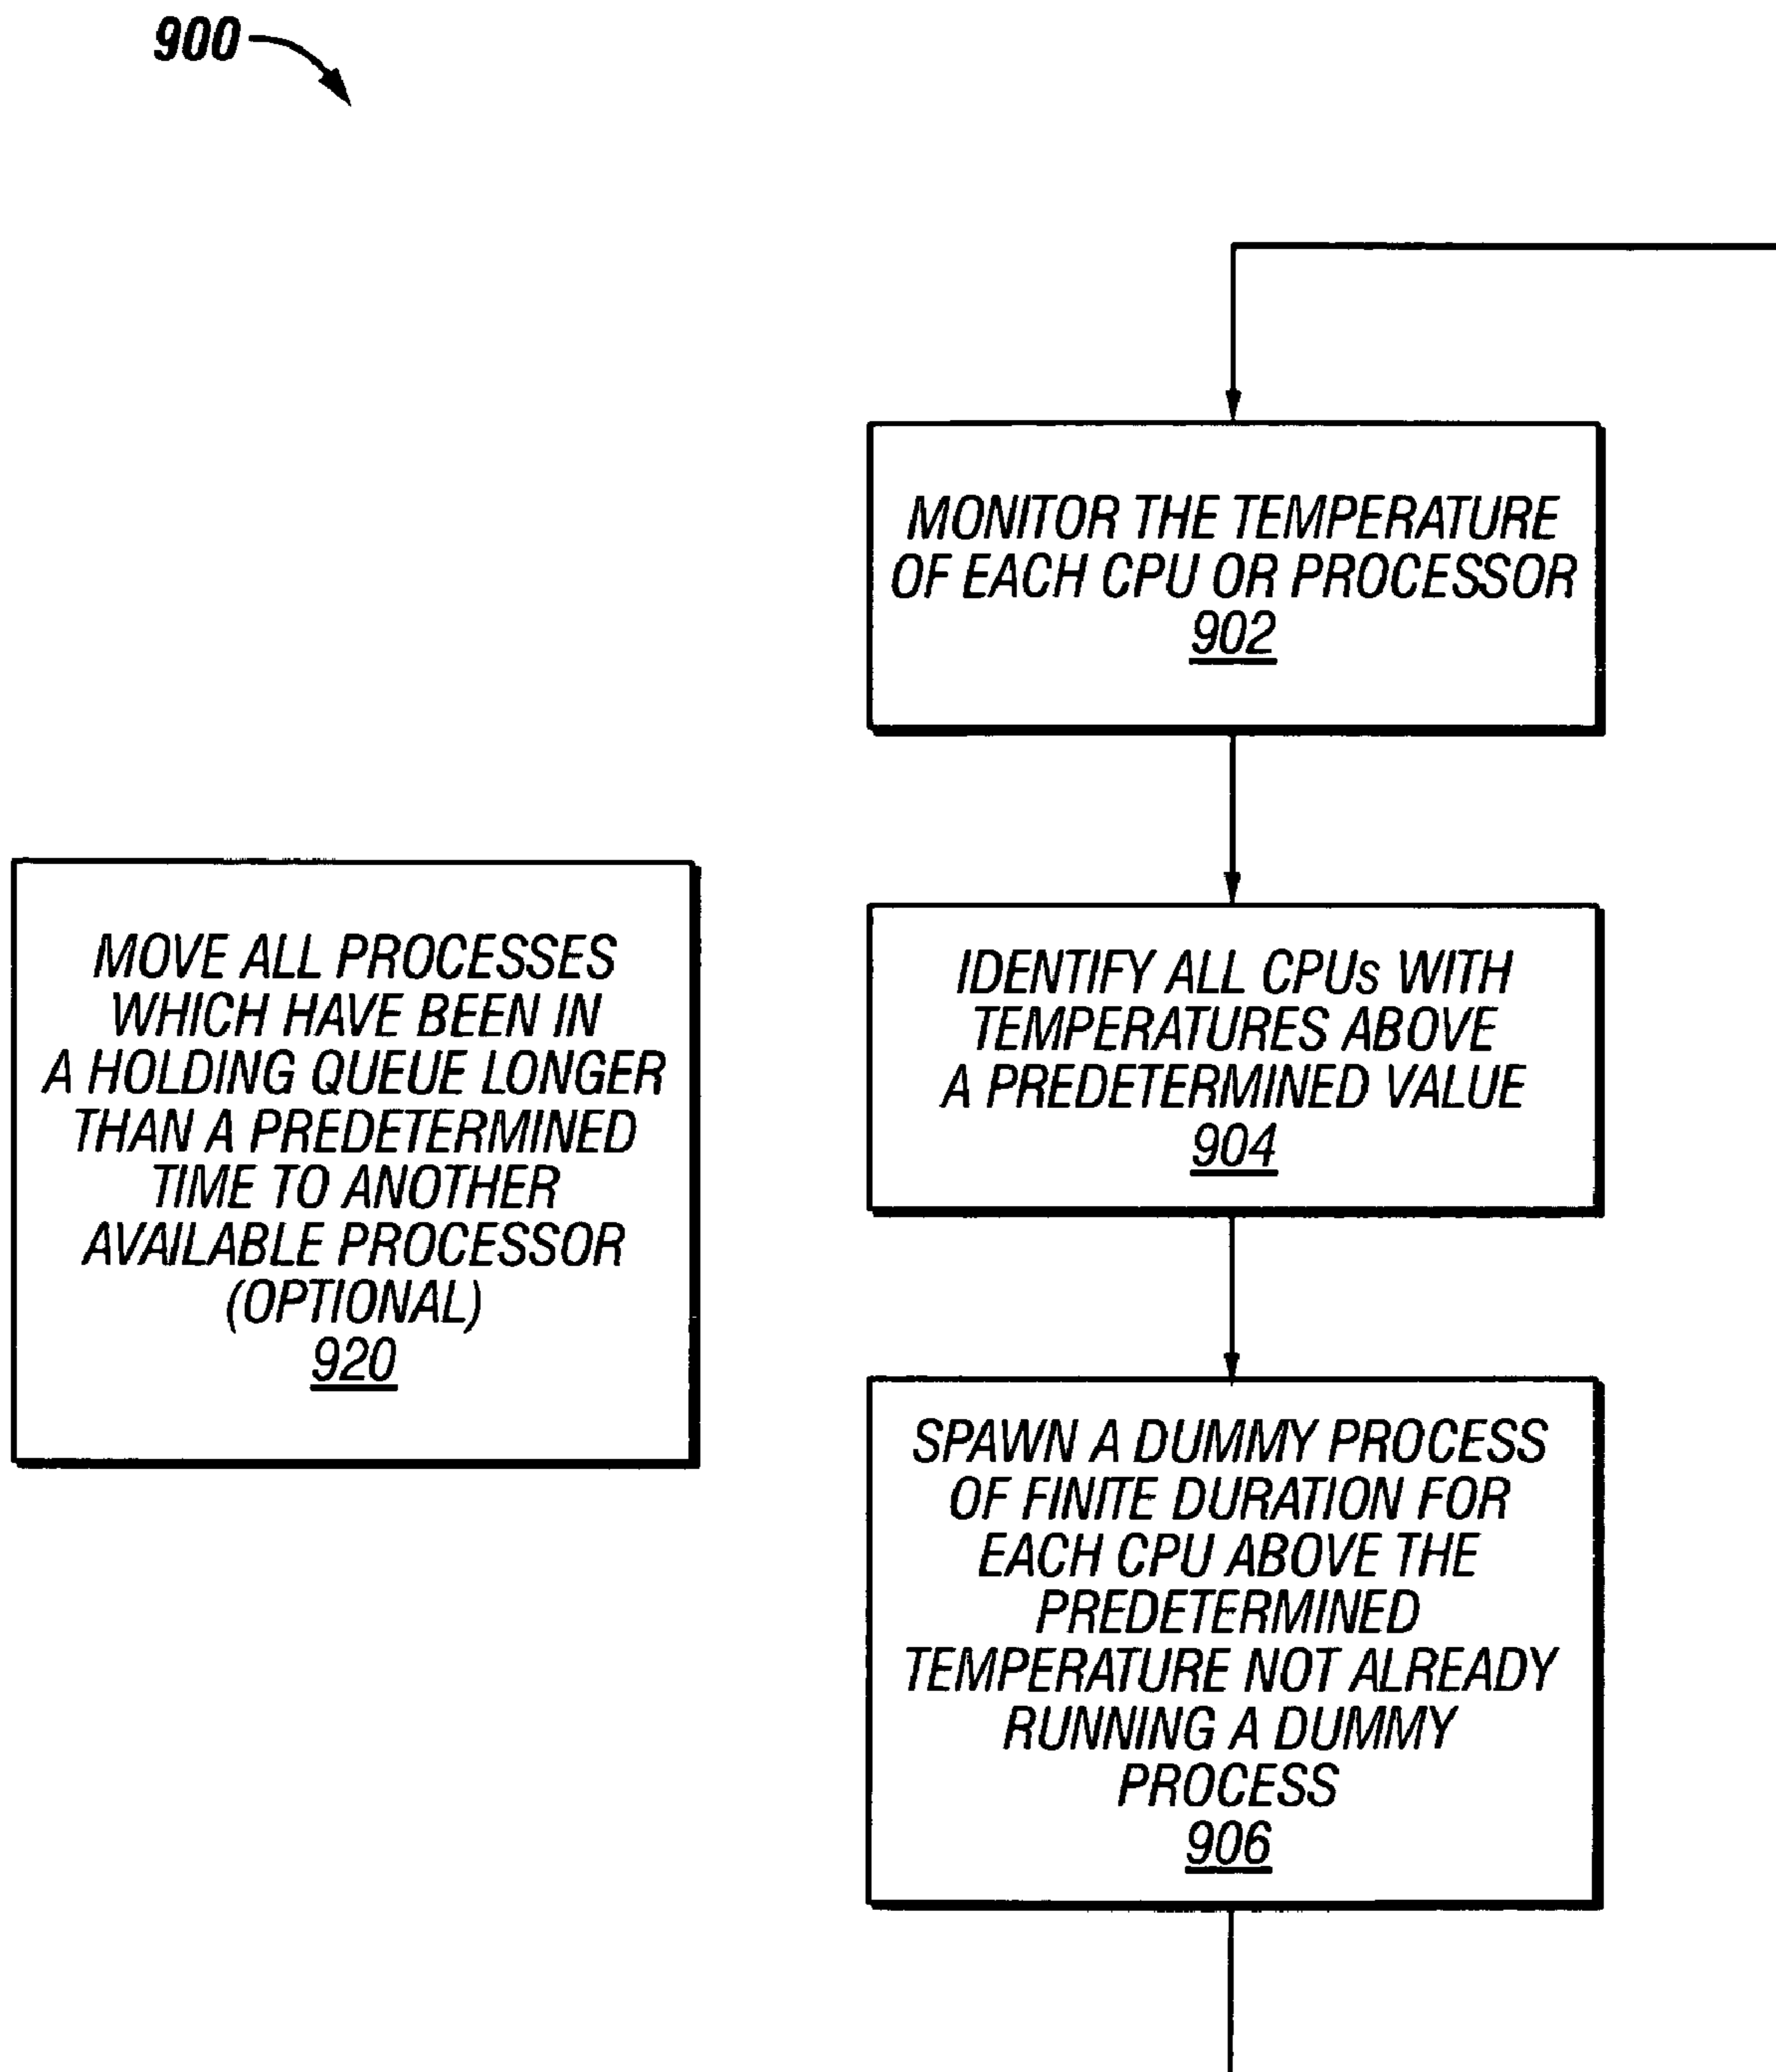 900
MONITOR THE TEMPERATURE
OF EACH CPU OR PROCESSOR
902
IDENTIFY ALL CPUs WITH
TEMPERATURES ABOVE
A PREDETERMINED VALUE
904
MOVE ALL PROCESSES
WHICH HAVE BEEN IN
A HOLDING QUEUE LONGER
THAN A PREDETERMINED
TIME TO ANOTHER
AVAILABLE PROCESSOR
(OPTIONAL)
920
SPAWN A DUMMY PROCESS
OF FINITE DURATION FOR
EACH CPU ABOVE THE
PREDETERMINED
TEMPERATURE NOT ALREADY
RUNNING A DUMMY
PROCESS
906